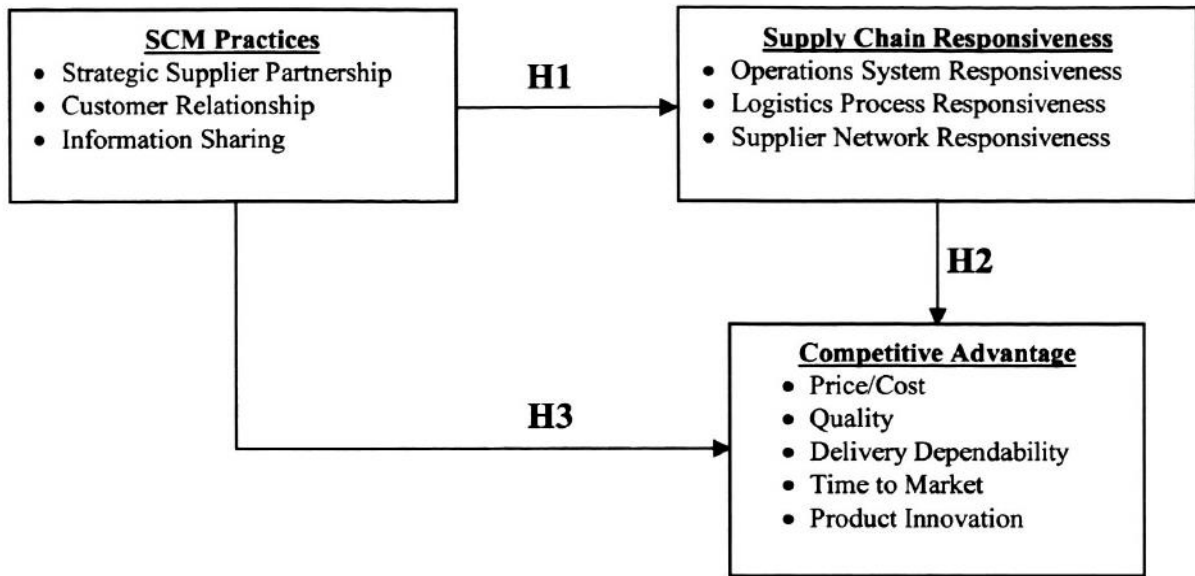 SCM Practices
• Strategic Supplier Partnership
• Customer Relationship
• Information Sharing
H1
Supply Chain Responsiveness
• Operations System Responsiveness
• Logistics Process Responsiveness
• Supplier Network Responsiveness
H2
H3
Competitive Advantage
• Price/Cost
• Quality
• Delivery Dependability
• Time to Market
• Product Innovation